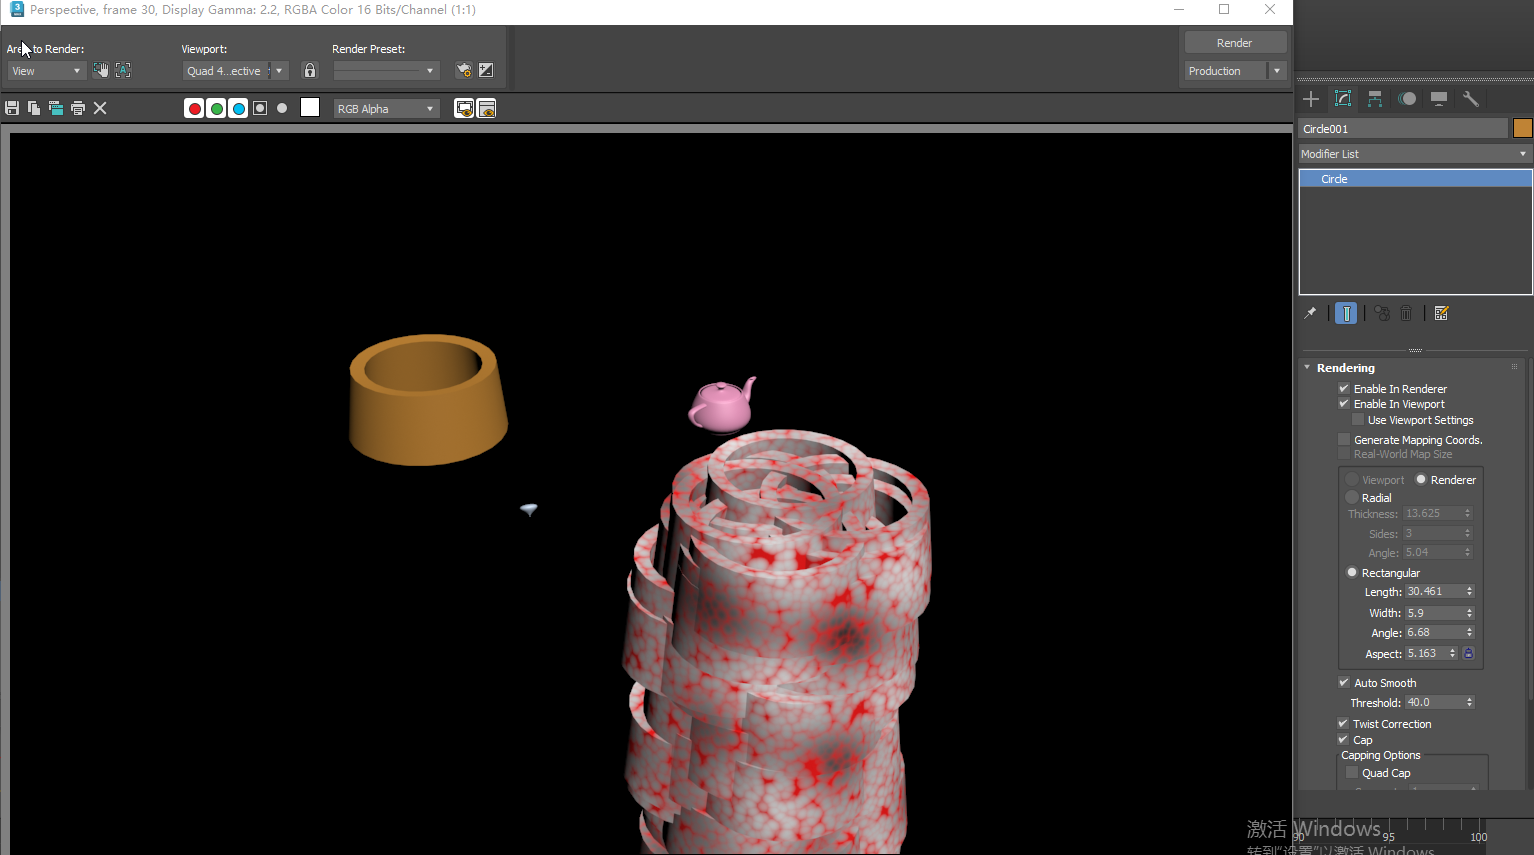 Perspective, frame 30, Display Gamma: 2.2, RGBA Color 16 Bits/Channel (1:1)
to Render:
Viewport:
Render Preset:
View
Quad 4...ective
Render
Production
RGB Alpha
Circle001
Modifier List
Circle
Rendering
Enable In Renderer
Enable In Viewport
Use Viewport Settings
Generate Mapping Coords.
Real-World Map Size
Viewport
Renderer
Radial
Thickness: 13.625
Sides: 3
Angle: 5.04
Rectangular
Length: 30.461
Width: 5.9
Angle: 6.68
Aspect: 5.163
Auto Smooth
Threshold: 40.0
Twist Correction
Cap
Capping Options
Quad Cap
激活 Windows
90 95 100
转到"设置"以激活 Windows